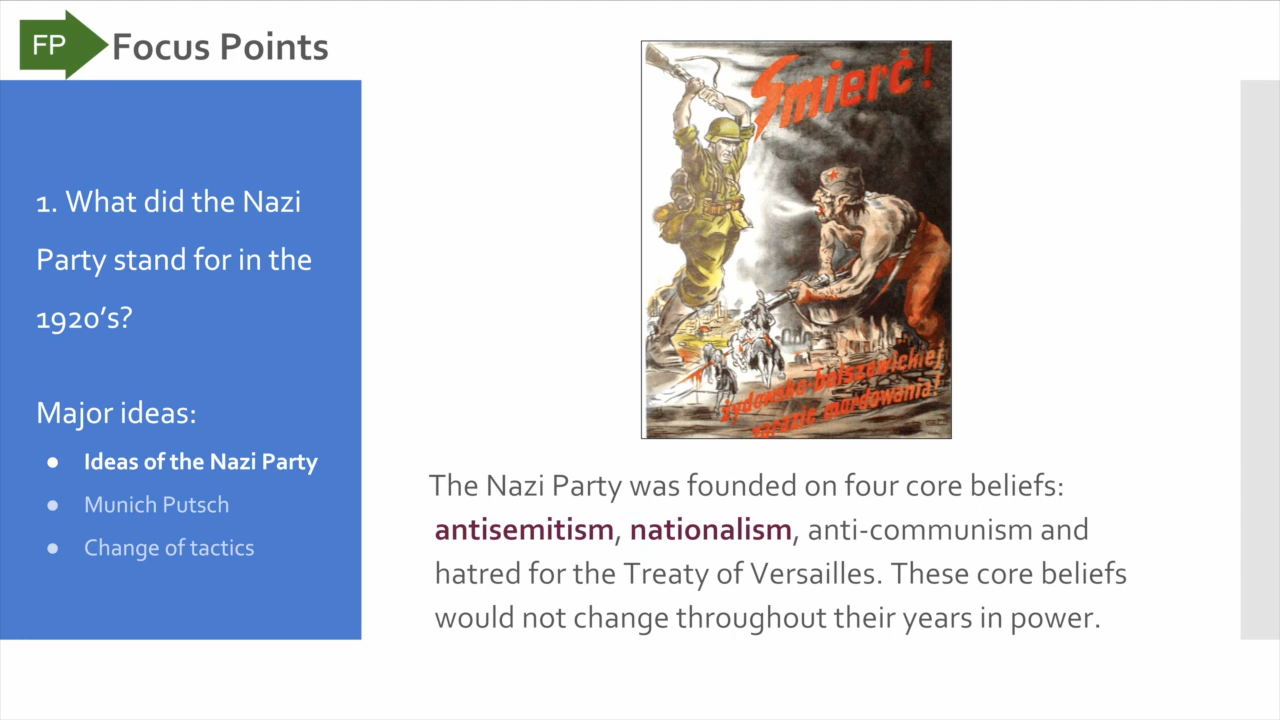 FP
Focus Points
1. What did the Nazi
Party stand for in the
1920's?
Major ideas:
● Ideas of the Nazi Party
● Munich Putsch
● Change of tactics
Śmierć!
żydowsko-bolszewickiej
zarazie mordowania!
The Nazi Party was founded on four core beliefs:
antisemitism, nationalism, anti-communism and
hatred for the Treaty of Versailles. These core beliefs
would not change throughout their years in power.